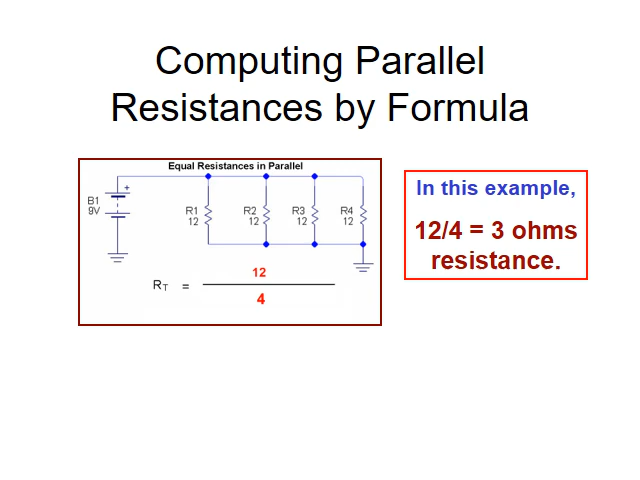 Computing Parallel
Resistances by Formula
Equal Resistances in Parallel
B1
9V
+
R1
12
R2
12
R3
12
R4
12
RT = 12
4
In this example,
12/4 = 3 ohms
resistance.